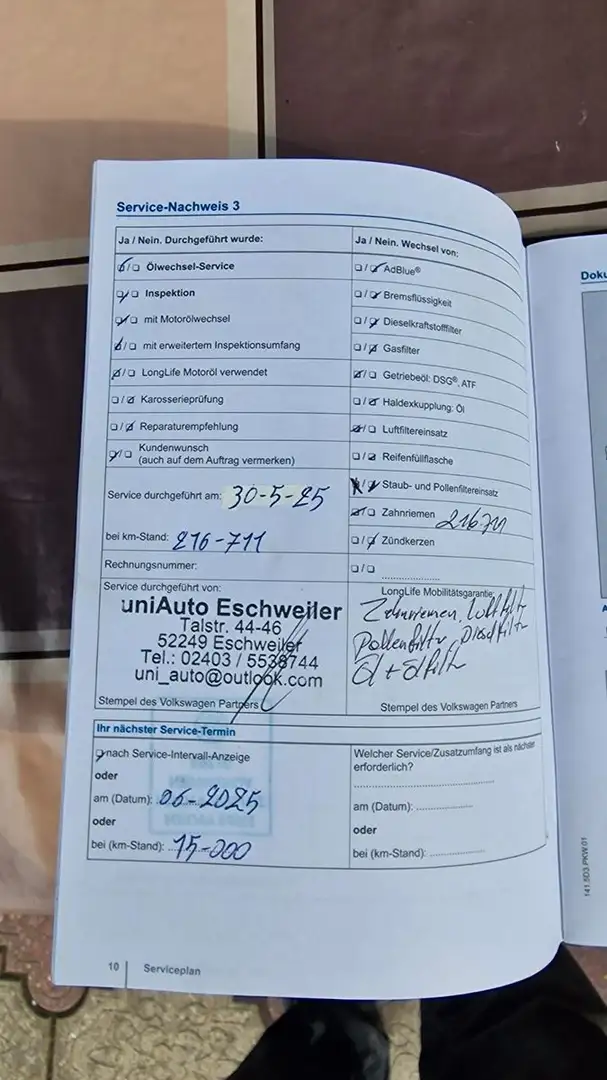 Service-Nachweis 3
Ja / Nein. Durchgeführt wurde:
Ölwechsel-Service
Inspektion
mit Motorölwechsel
mit erweitertem Inspektionsumfang
LongLife Motoröl verwendet
Karosserieprüfung
Reparaturempfehlung
Kundenwunsch
(auch auf dem Auftrag vermerken)
Service durchgeführt am: 30-5-25
bei km-Stand: 216-711
Rechnungsnummer:
Service durchgeführt von:
uniAuto Eschweiler
Talstr. 44-46
52249 Eschweiler
Tel.: 02403 / 5538744
uni_auto@outlook.com
Stempel des Volkswagen Partners
Ja / Nein. Wechsel von:
AdBlue®
Bremsflüssigkeit
Dieselkraftstofffilter
Gasfilter
Getriebeöl: DSG®, ATF
Haldexkupplung: Öl
Luftfiltereinsatz
Reifenfüllflasche
Staub- und Pollenfiltereinsatz
Zahnriemen 216711
Zündkerzen
LongLife Mobilitätsgarantie:
Zahnriemen, Luftfiltr
Pollenfiltr
Öl + Ölfiltr
Stempel des Volkswagen Partners
Ihr nächster Service-Termin
nach Service-Intervall-Anzeige
oder
am (Datum): 06-2025
oder
bei (km-Stand): 15-000
Welcher Service/Zusatzumfang ist als nächster
erforderlich?
am (Datum):
oder
bei (km-Stand):
10 Serviceplan
Doku
141.5D3.PKW.01